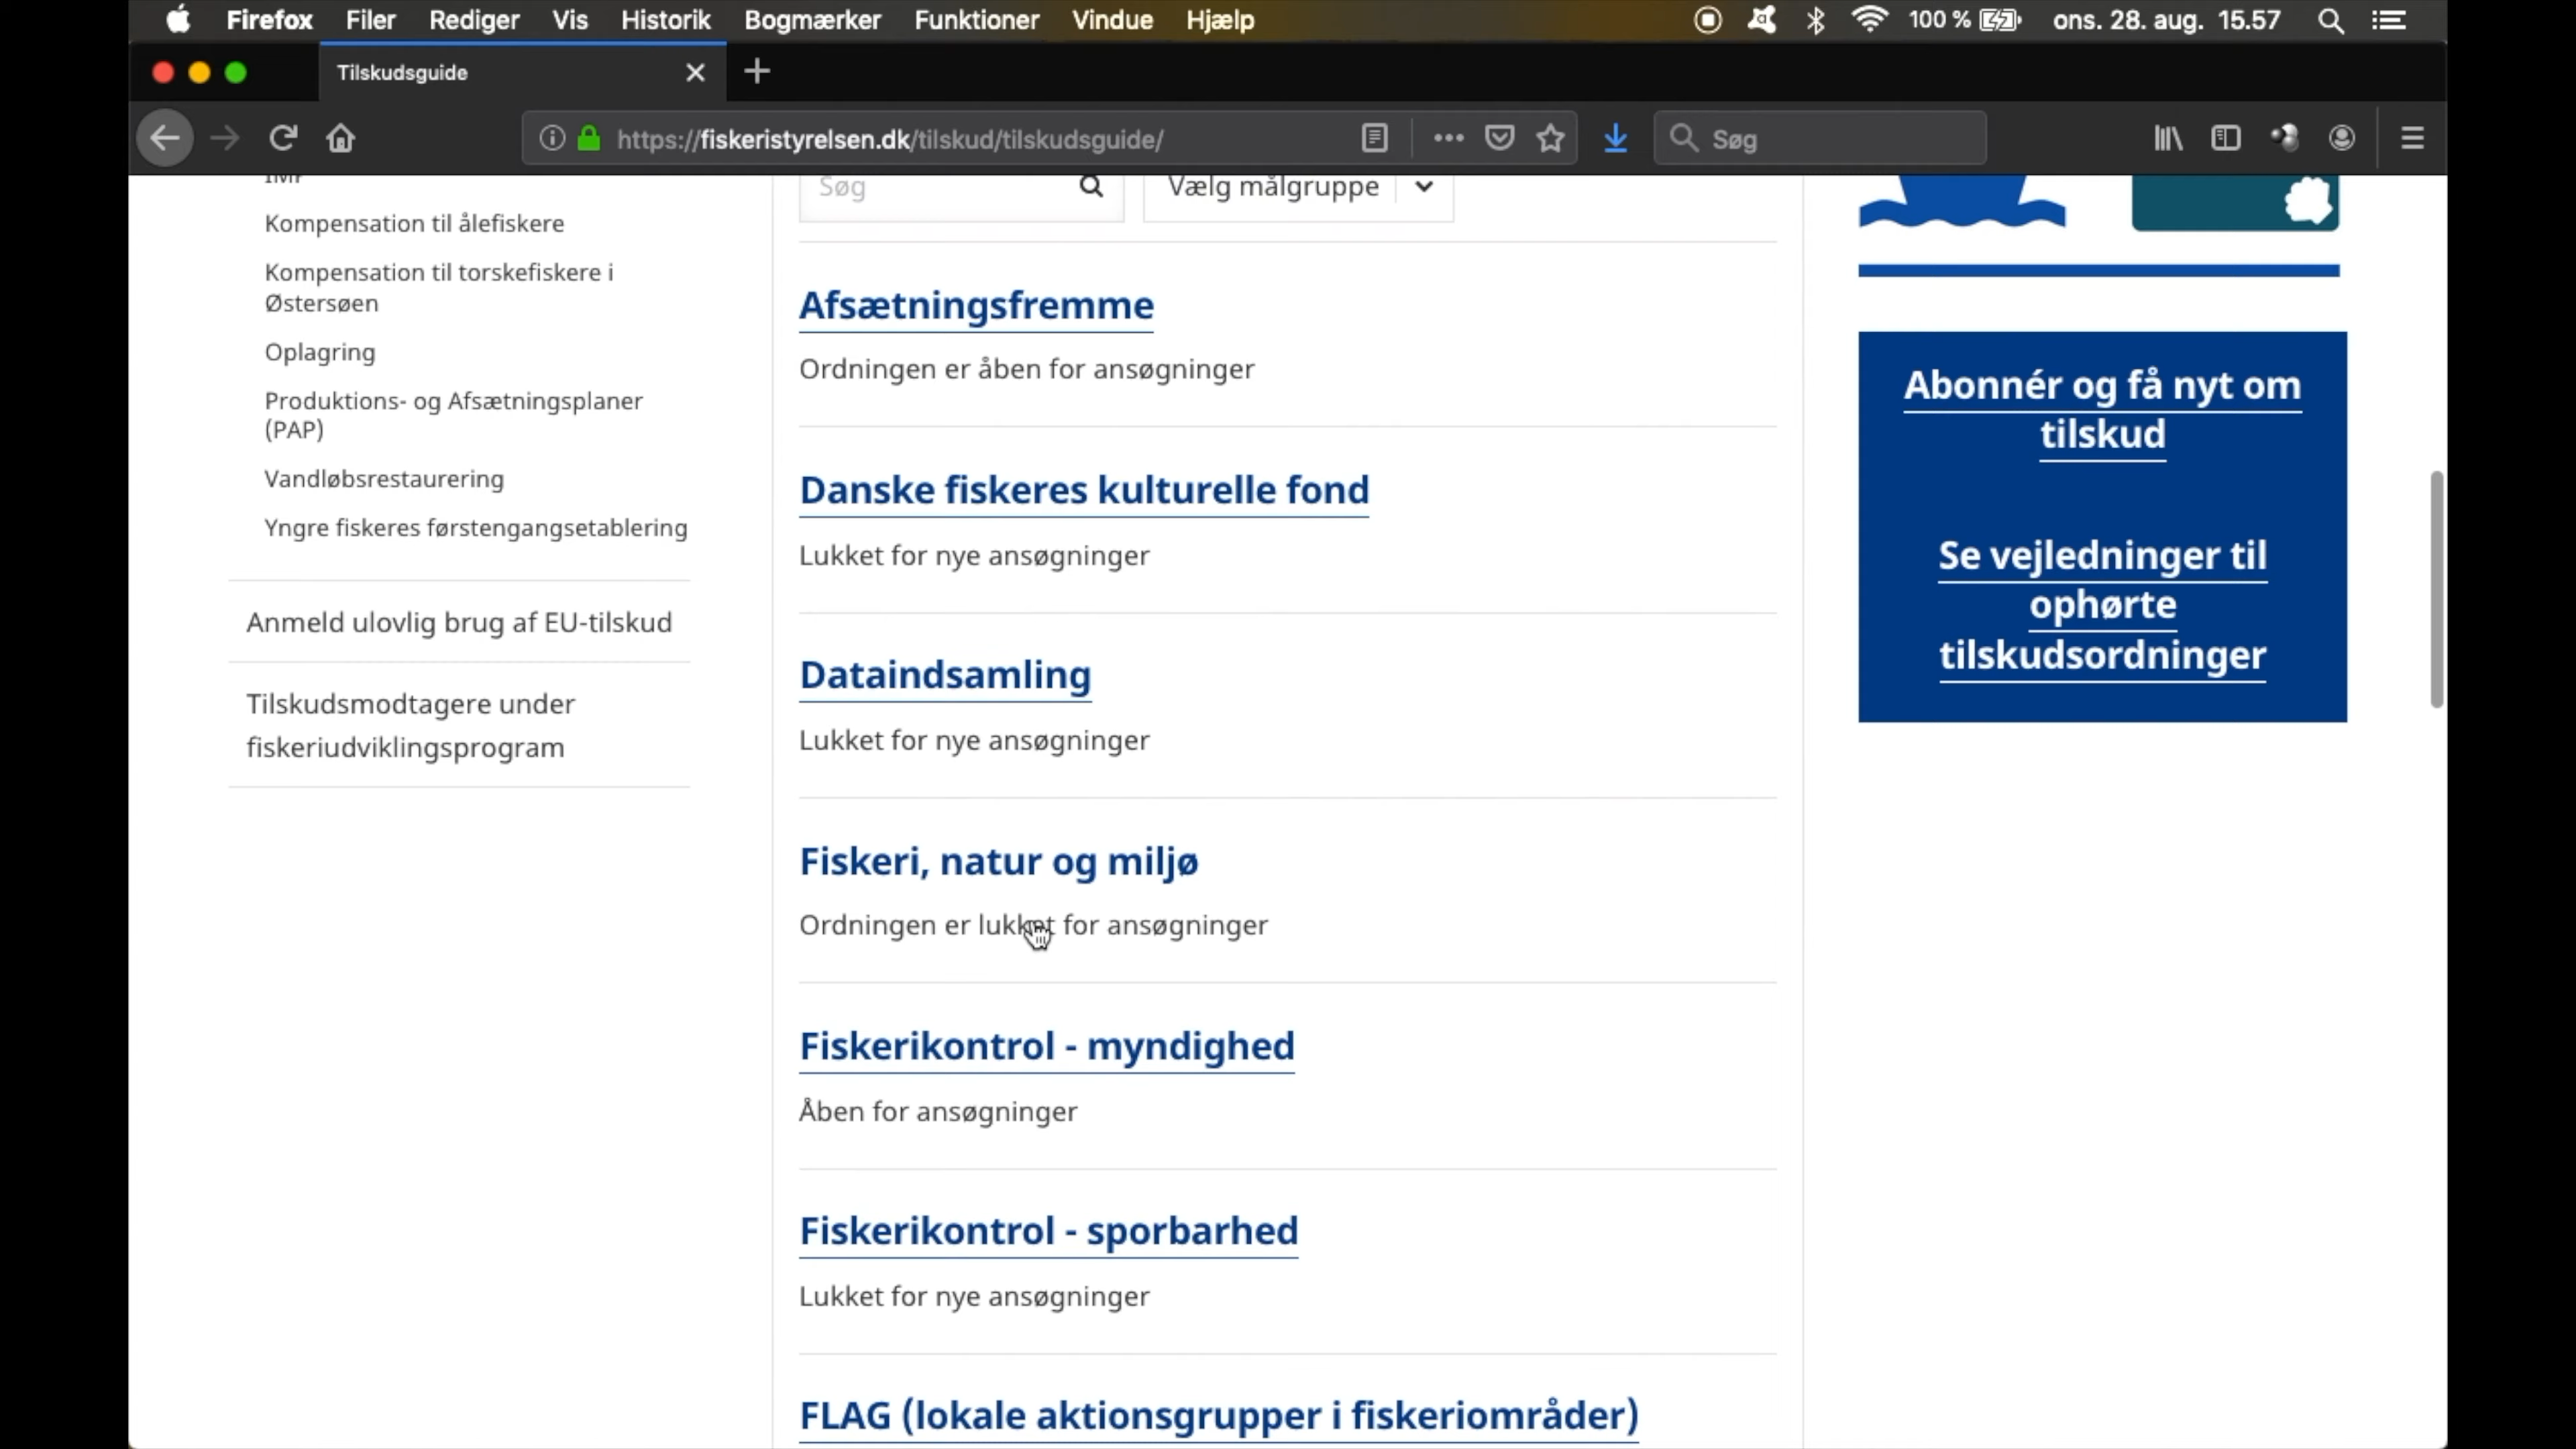 Firefox Filer Rediger Vis Historik Bogmærker Funktioner Vindue Hjælp 100 % ons. 28. aug. 15.57
Tilskudsguide
https://fiskeristyrelsen.dk/tilskud/tilskudsguide/ Søg
IMP
Kompensation til ålefiskere
Kompensation til torskefiskere i
Østersøen
Oplagring
Produktions- og Afsætningsplaner
(PAP)
Vandløbsrestaurering
Yngre fiskeres førstengangsetablering
Anmeld ulovlig brug af EU-tilskud
Tilskudsmodtagere under
fiskeriudviklingsprogram
Søg Vælg målgruppe
Afsætningsfremme
Ordningen er åben for ansøgninger
Danske fiskeres kulturelle fond
Lukket for nye ansøgninger
Dataindsamling
Lukket for nye ansøgninger
Fiskeri, natur og miljø
Ordningen er lukket for ansøgninger
Fiskerikontrol - myndighed
Åben for ansøgninger
Fiskerikontrol - sporbarhed
Lukket for nye ansøgninger
FLAG (lokale aktionsgrupper i fiskeriområder)
Abonnér og få nyt om
tilskud
Se vejledninger til
ophørte
tilskudsordninger